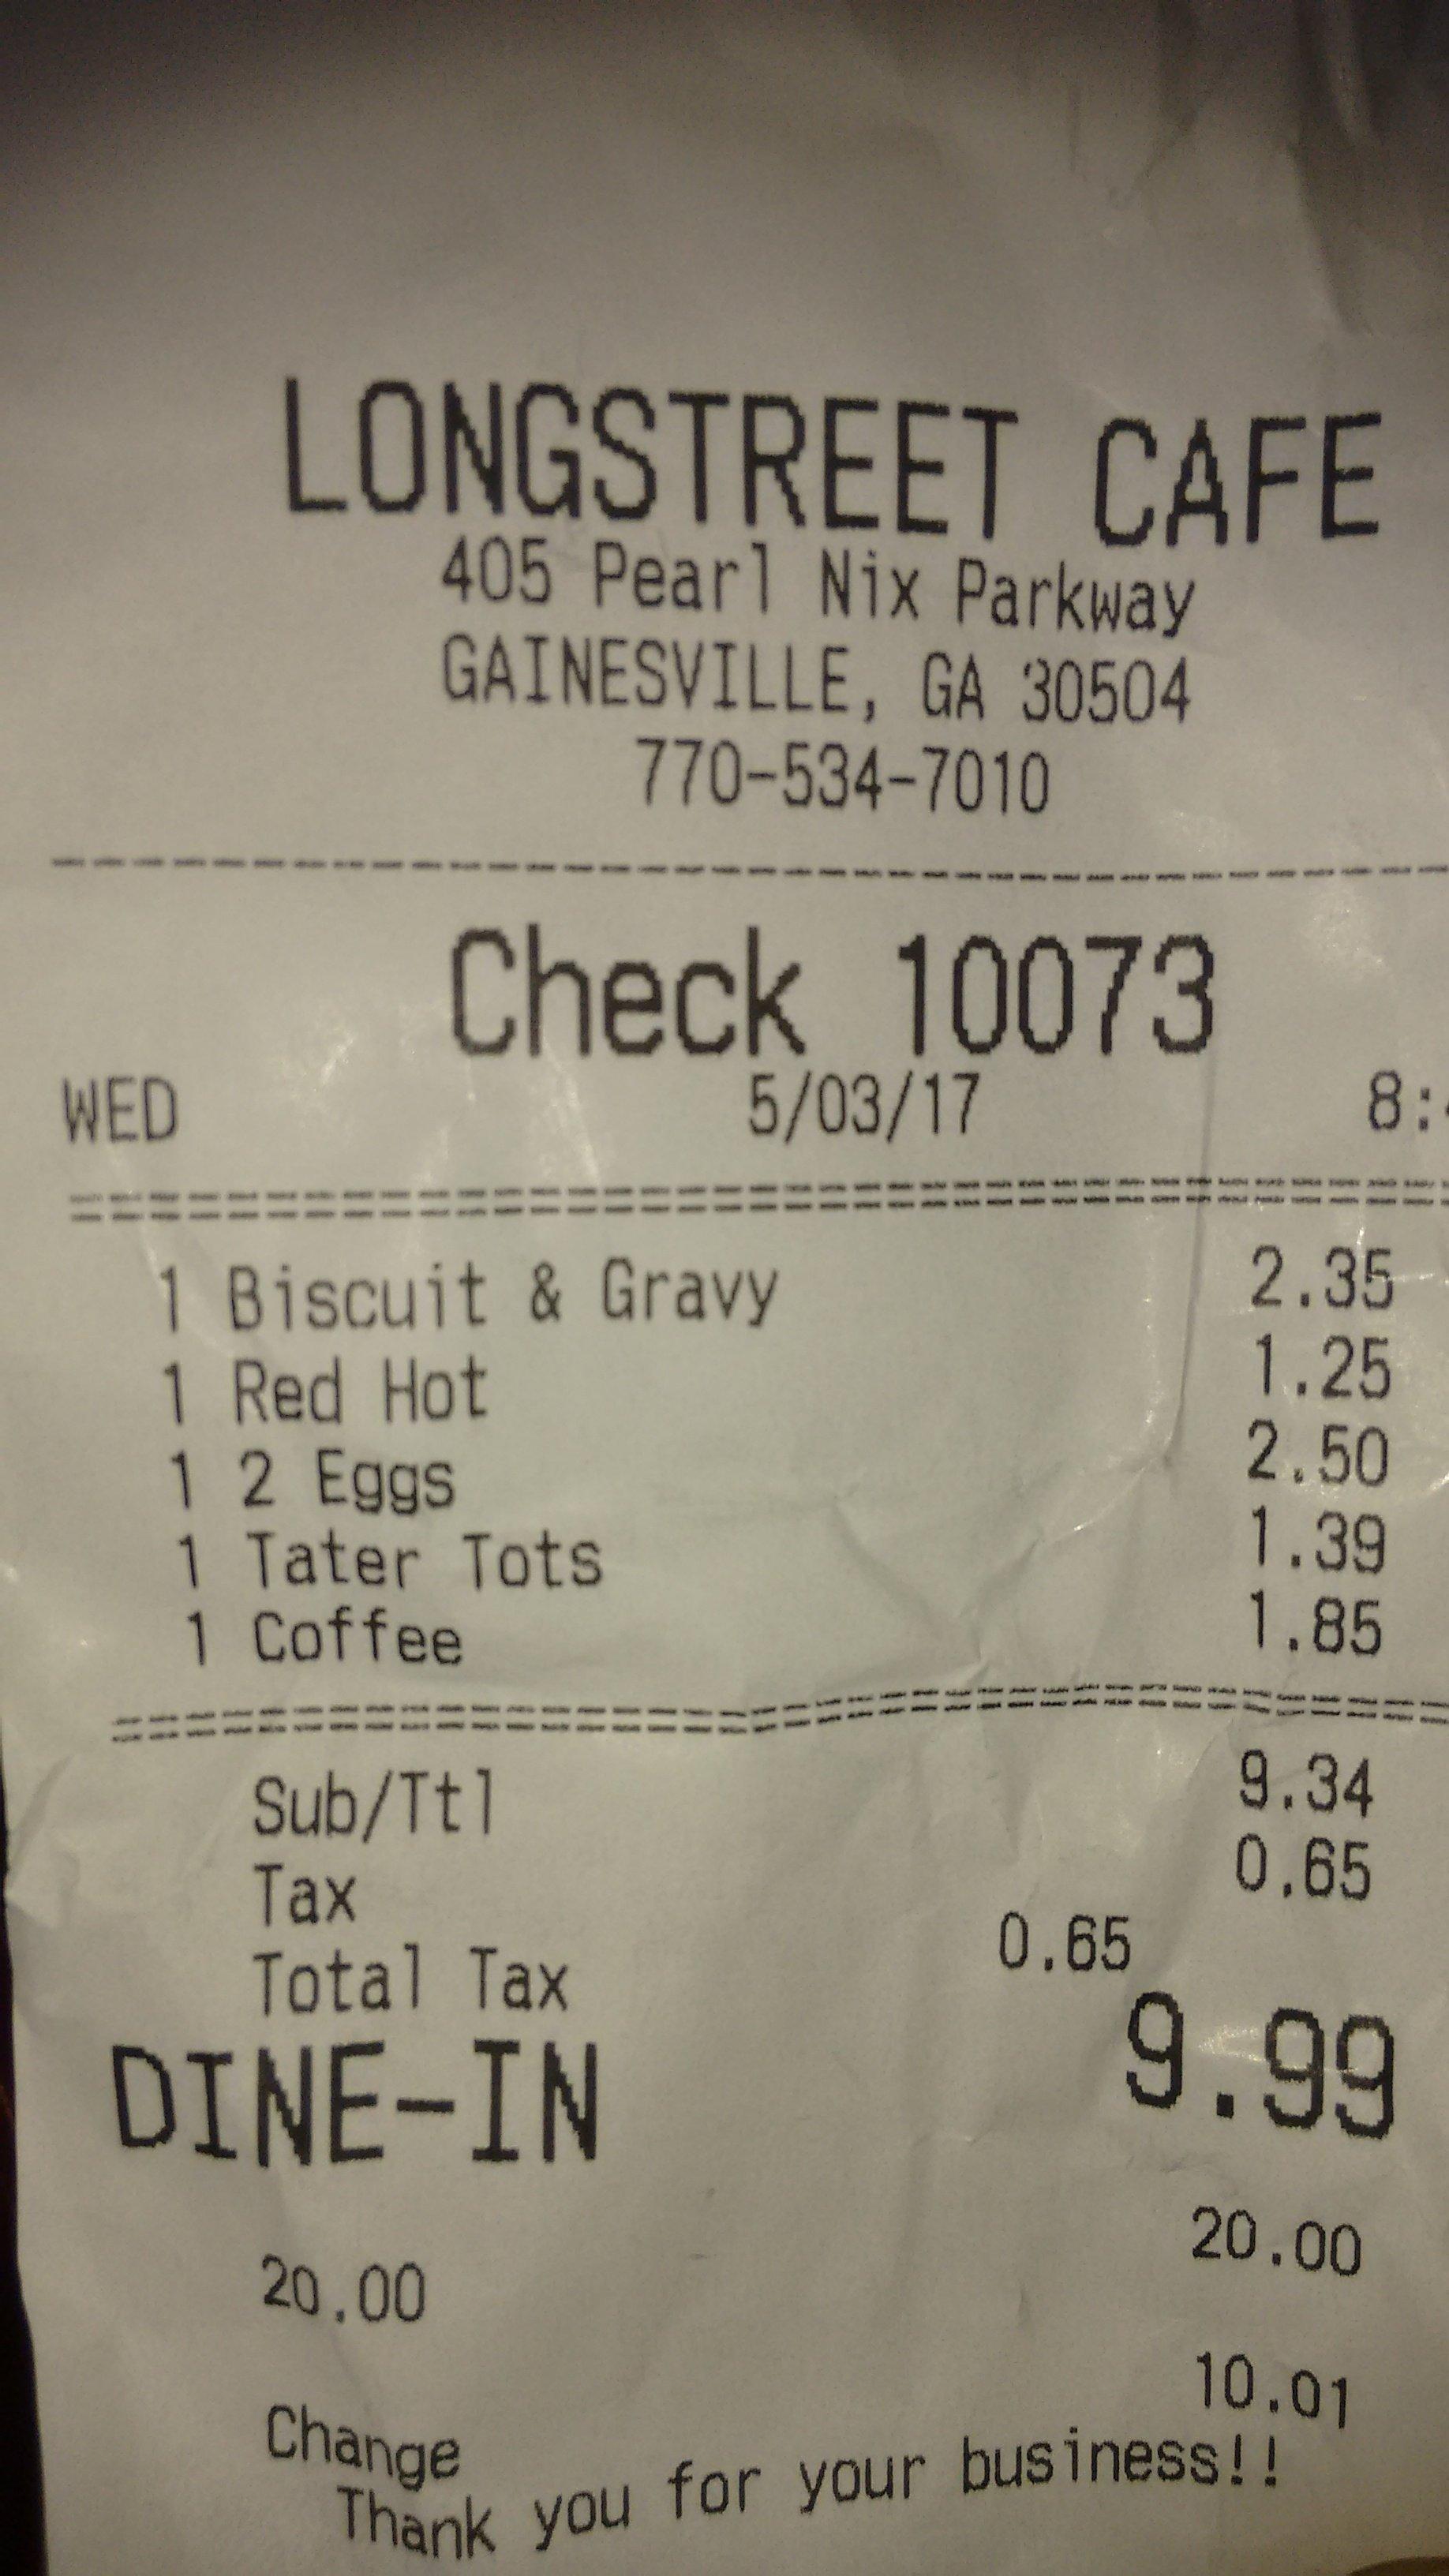 LONGSTREET CAFE
405 Pearl Nix Parkway
GAINESVILLE, GA 30504
770-534-7010
Check 10073
WED 5/03/17 8:
1 Biscuit & Gravy 2.35
1 Red Hot 1.25
1 2 Eggs 2.50
1 Tater Tots 1.39
1 Coffee 1.85
Sub/Ttl 9.34
Tax 0.65
Total Tax 0.65
DINE-IN 9.99
20.00 20.00
Change 10.01
Thank you for your business!!